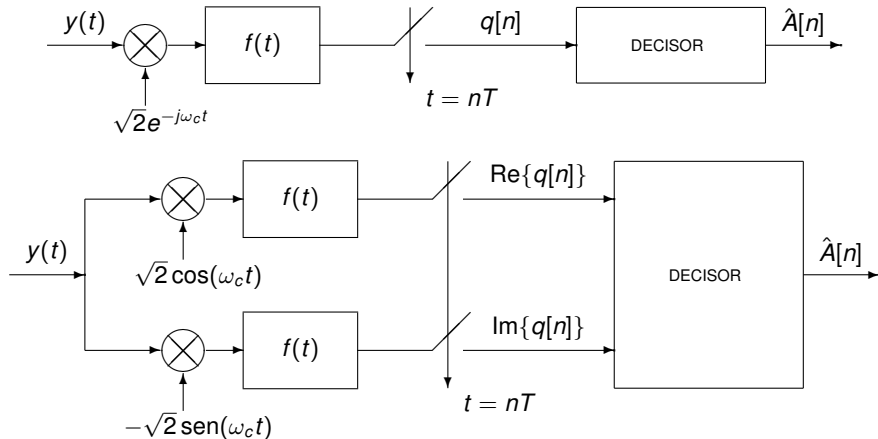 y(t)
f(t)
q[n]
DECISOR
Â[n]
√2e^{-jω_c t}
t = nT
y(t)
√2 cos(ω_c t)
f(t)
Re{q[n]}
DECISOR
Â[n]
f(t)
Im{q[n]}
−√2 sen(ω_c t)
t = nT